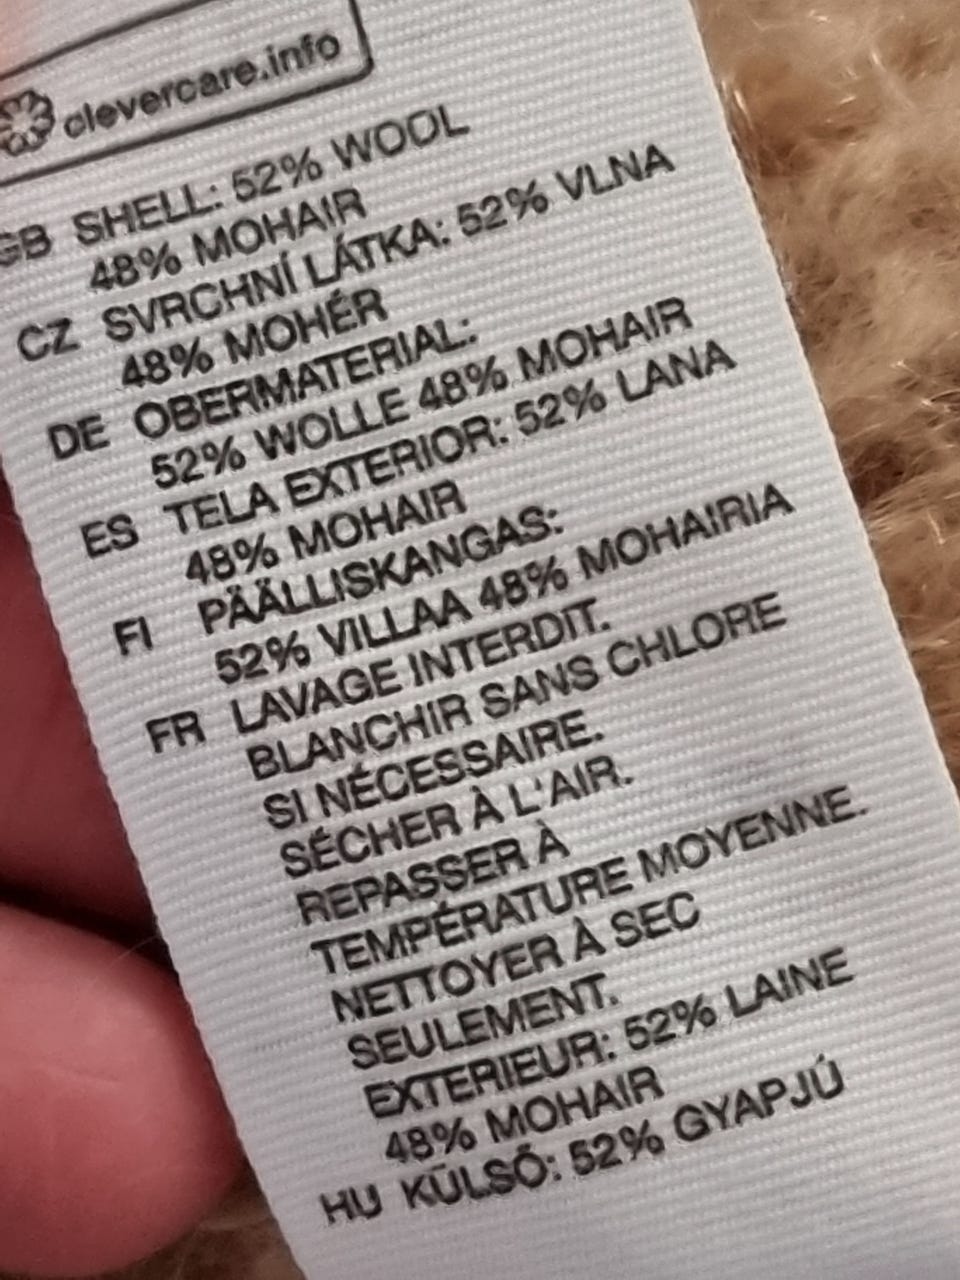 clevercare.info
GB SHELL: 52% WOOL
48% MOHAIR
CZ SVRCHNÍ LÁTKA: 52% VLNA
48% MOHÉR
DE OBERMATERIAL:
52% WOLLE 48% MOHAIR
ES TELA EXTERIOR: 52% LANA
48% MOHAIR
FI PÄÄLLISKANGAS:
52% VILLAA 48% MOHAIRIA
FR LAVAGE INTERDIT.
BLANCHIR SANS CHLORE
SI NÉCESSAIRE.
SÉCHER À L'AIR.
REPASSER À
TEMPÉRATURE MOYENNE.
NETTOYER À SEC
SEULEMENT.
EXTERIEUR: 52% LAINE
48% MOHAIR
HU KÜLSŐ: 52% GYAPJÚ